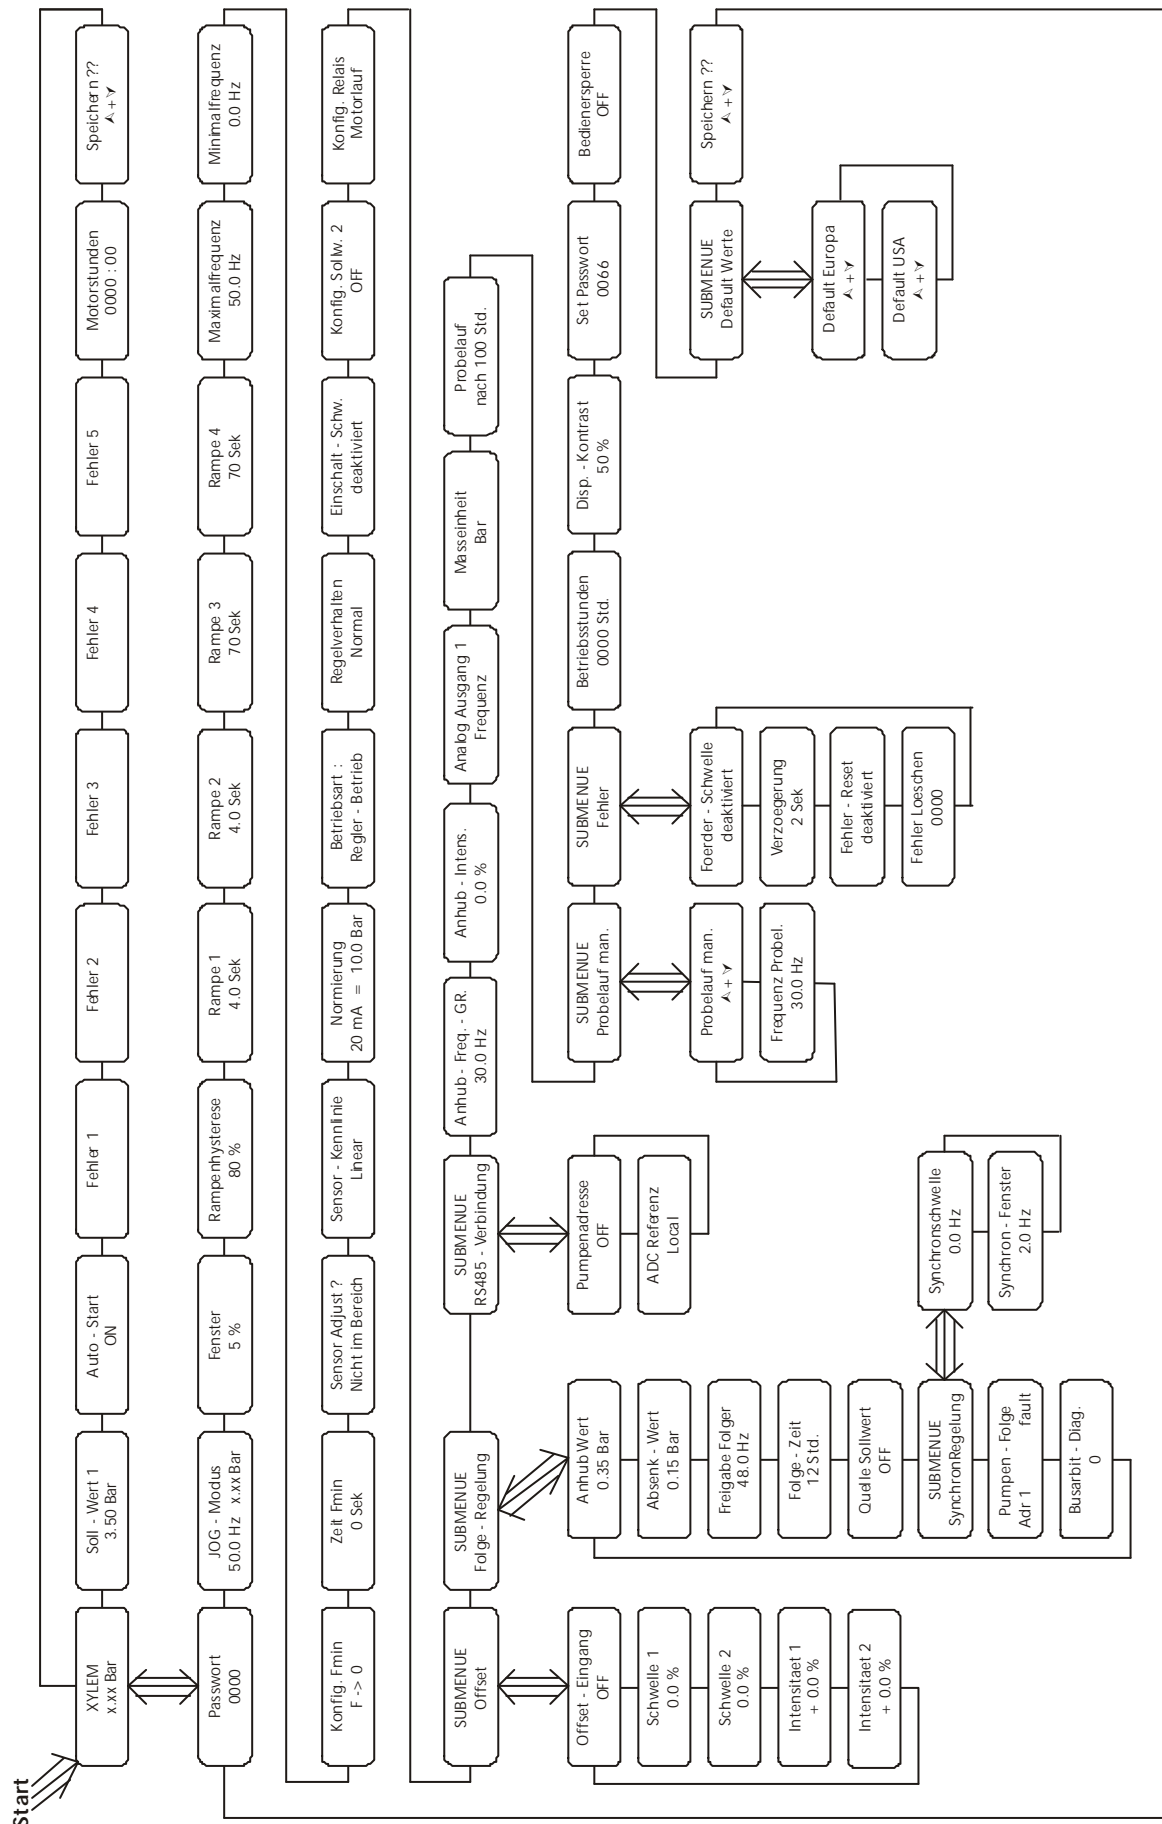 Start
XYLEM
x.xx Bar
Soll - Wert 1
3.50 Bar
Auto - Start
ON
Fehler 1
Fehler 2
Fehler 3
Fehler 4
Fehler 5
Motorstunden
0000 : 00
Speichern ??
⮝ + ⮟
Passwort
0000
JOG - Modus
50.0 Hz x.xx Bar
Fenster
5 %
Rampenhysterese
80 %
Rampe 1
4.0 Sek
Rampe 2
4.0 Sek
Rampe 3
70 Sek
Rampe 4
70 Sek
Maximalfrequenz
50.0 Hz
Minimalfrequenz
0.0 Hz
Konfig. Fmin
F -> 0
Zeit Fmin
0 Sek
Sensor Adjust ?
Nicht im Bereich
Sensor - Kennlinie
Linear
Normierung
20 mA = 10.0 Bar
Betriebsart :
Regler - Betrieb
Regelverhalten
Normal
Einschalt - Schw.
deaktiviert
Konfig. Sollw. 2
OFF
Konfig. Relais
Motorlauf
SUBMENUE
Offset
SUBMENUE
Folge - Regelung
SUBMENUE
RS485 - Verbindung
Anhub - Freq. - GR.
30.0 Hz
Anhub - Intens.
0.0 %
Analog Ausgang 1
Frequenz
Masseinheit
Bar
Probelauf
nach 100 Std.
Offset - Eingang
OFF
Schwelle 1
0.0 %
Schwelle 2
0.0 %
Intensitaet 1
+ 0.0 %
Intensitaet 2
+ 0.0 %
Anhub Wert
0.35 Bar
Absenk - Wert
0.15 Bar
Freigabe Folger
48.0 Hz
Folge - Zeit
12 Std.
Quelle Sollwert
OFF
SUBMENUE
SynchronRegelung
Pumpen - Folge
Adr 1 fault
Busarbit - Diag.
0
Synchronschwelle
0.0 Hz
Synchron - Fenster
2.0 Hz
Pumpenadresse
OFF
ADC Referenz
Local
SUBMENUE
Probelauf man.
SUBMENUE
Fehler
Betriebsstunden
0000 Std.
Disp. - Kontrast
50 %
Set Passwort
0066
Bedienersperre
OFF
Probelauf man.
⮝ + ⮟
Frequenz Probel.
30.0 Hz
Foerder - Schwelle
deaktiviert
Verzoegerung
2 Sek
Fehler - Reset
deaktiviert
Fehler Loeschen
0000
SUBMENUE
Default Werte
Speichern ??
⮝ + ⮟
Default Europa
⮝ + ⮟
Default USA
⮝ + ⮟